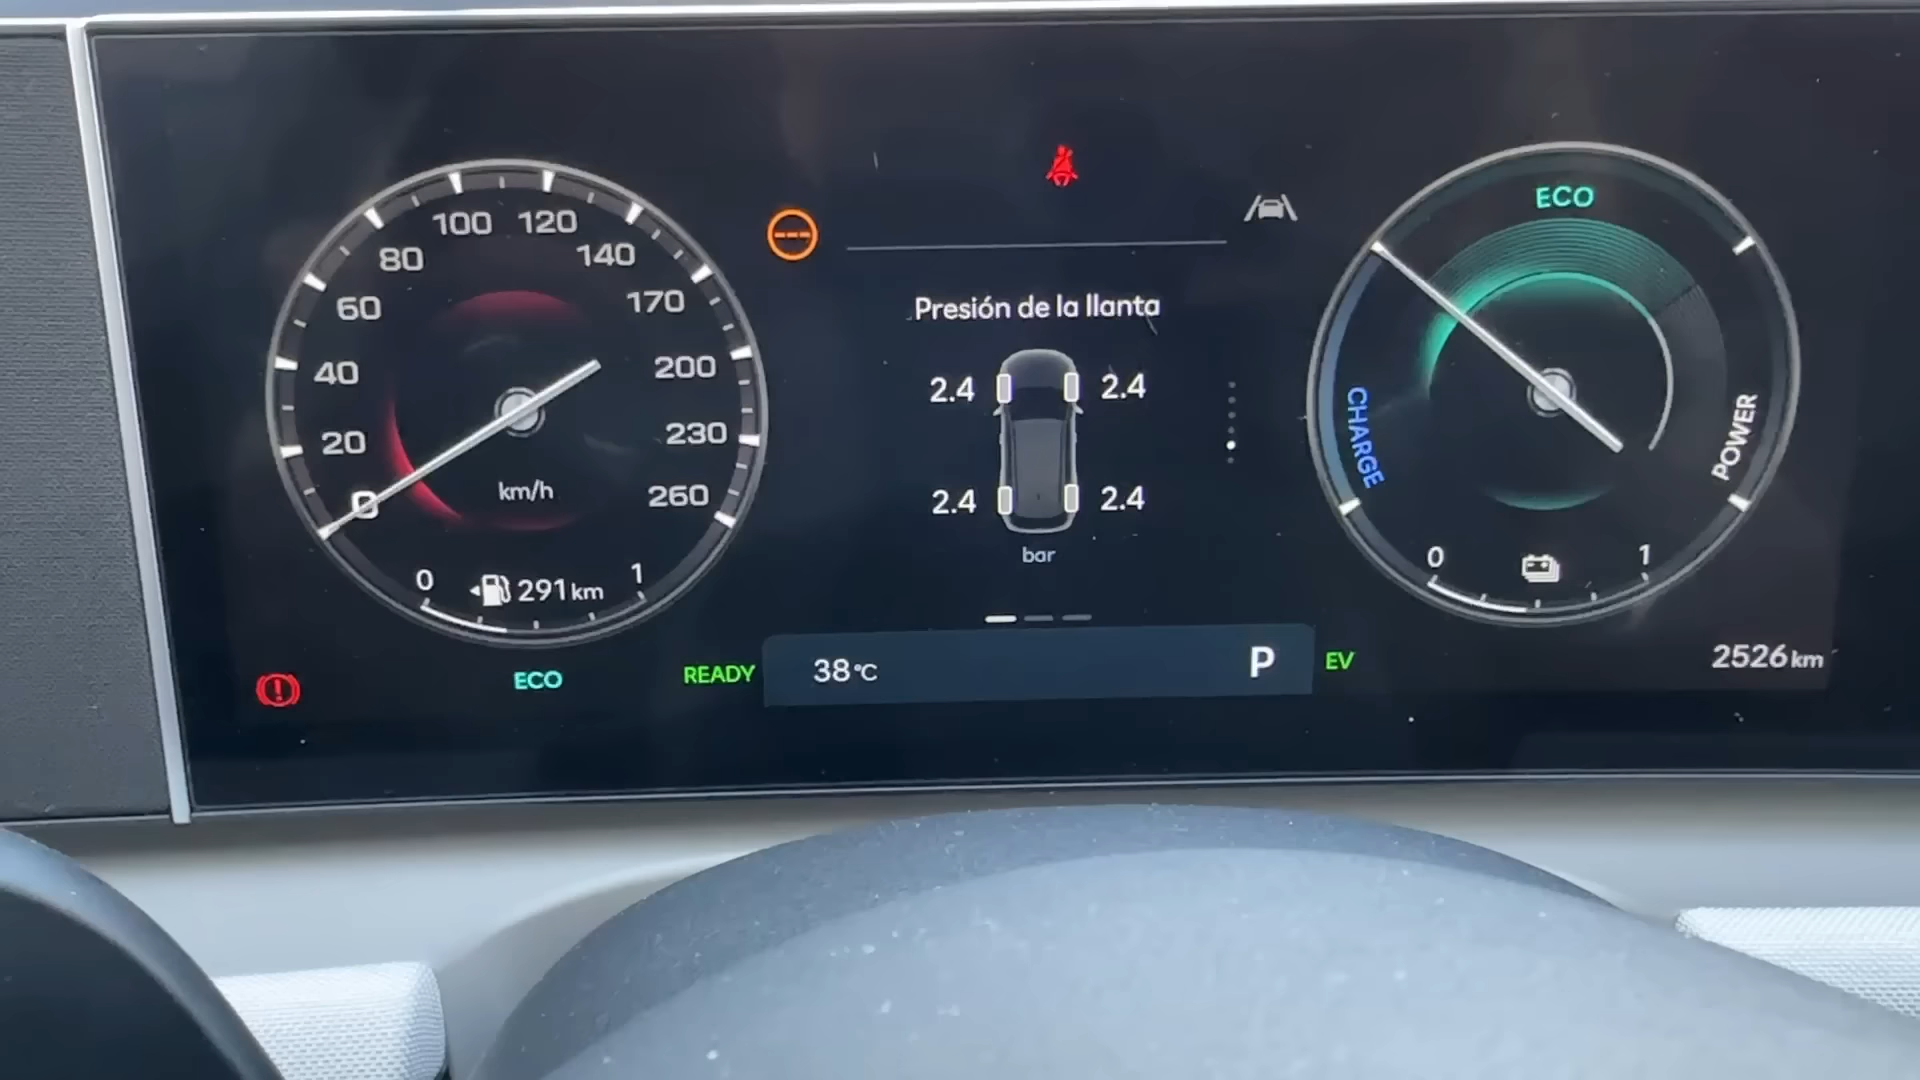 100 120
80 140
60 170
40 200
20 230
0 260
km/h
0 291 km 1
ECO
READY
---
Presión de la llanta
2.4 2.4
2.4 2.4
bar
38°C P
EV
ECO
CHARGE
POWER
0 1
2526 km